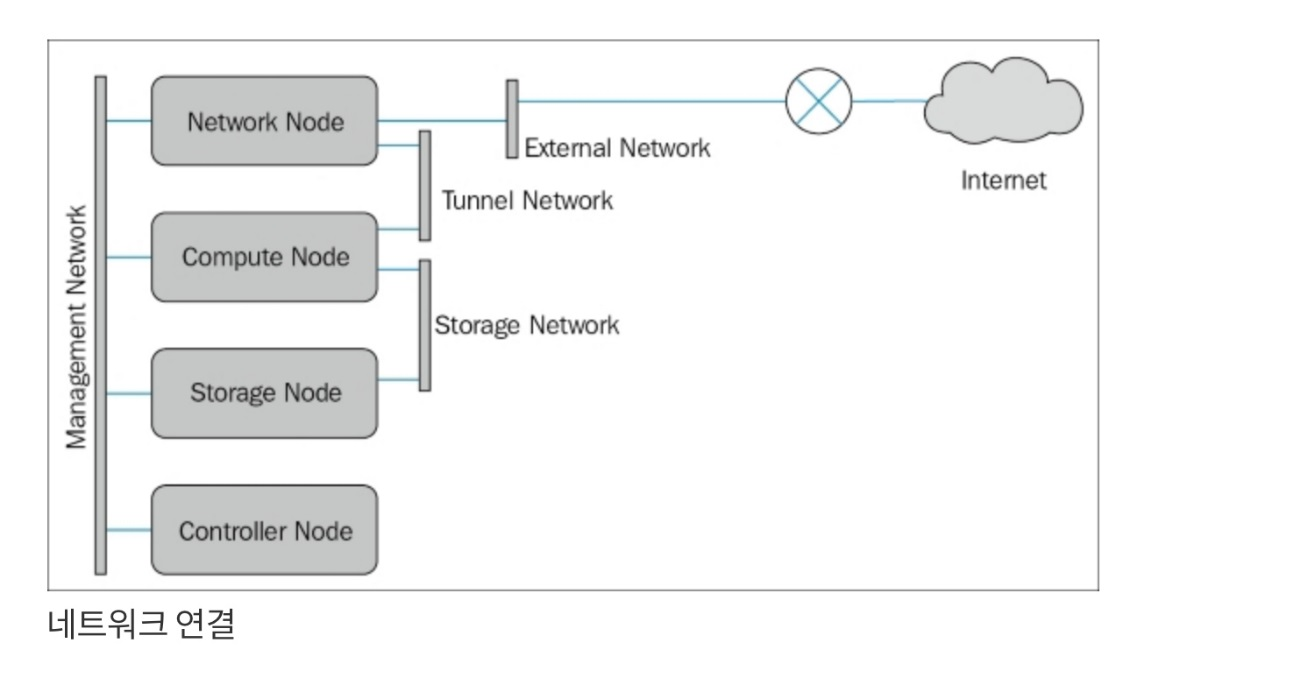 Management Network
Network Node
External Network
Internet
Tunnel Network
Compute Node
Storage Network
Storage Node
Controller Node
네트워크 연결